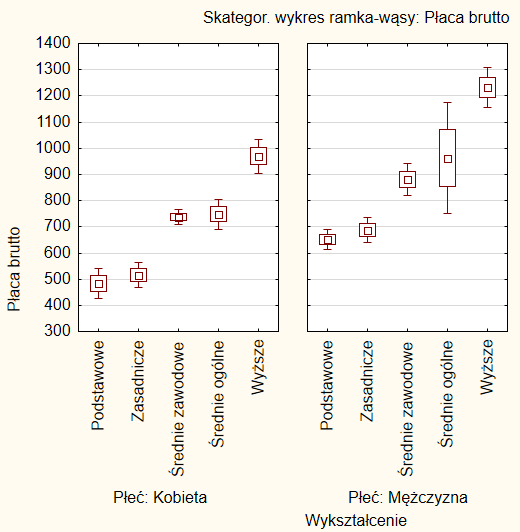 Skategor. wykres ramka-wąsy: Płaca brutto
Płaca brutto
1400
1300
1200
1100
1000
900
800
700
600
500
400
300
Podstawowe
Zasadnicze
Średnie zawodowe
Średnie ogólne
Wyższe
Podstawowe
Zasadnicze
Średnie zawodowe
Średnie ogólne
Wyższe
Płeć: Kobieta
Płeć: Mężczyzna
Wykształcenie